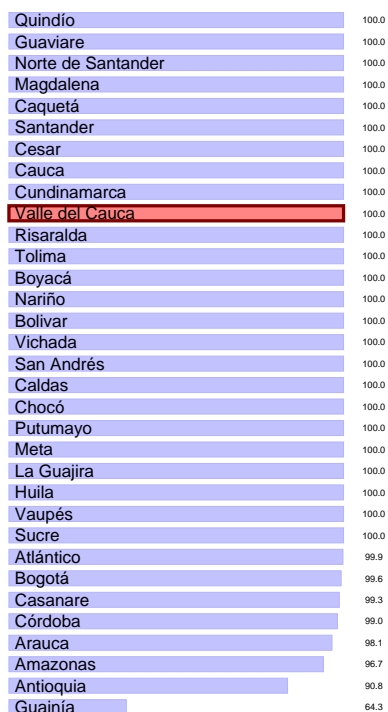 Quindío 100.0
Guaviare 100.0
Norte de Santander 100.0
Magdalena 100.0
Caquetá 100.0
Santander 100.0
Cesar 100.0
Cauca 100.0
Cundinamarca 100.0
Valle del Cauca 100.0
Risaralda 100.0
Tolima 100.0
Boyacá 100.0
Nariño 100.0
Bolivar 100.0
Vichada 100.0
San Andrés 100.0
Caldas 100.0
Chocó 100.0
Putumayo 100.0
Meta 100.0
La Guajira 100.0
Huila 100.0
Vaupés 100.0
Sucre 100.0
Atlántico 99.9
Bogotá 99.6
Casanare 99.3
Córdoba 99.0
Arauca 98.1
Amazonas 96.7
Antioquia 90.8
Guainía 64.3